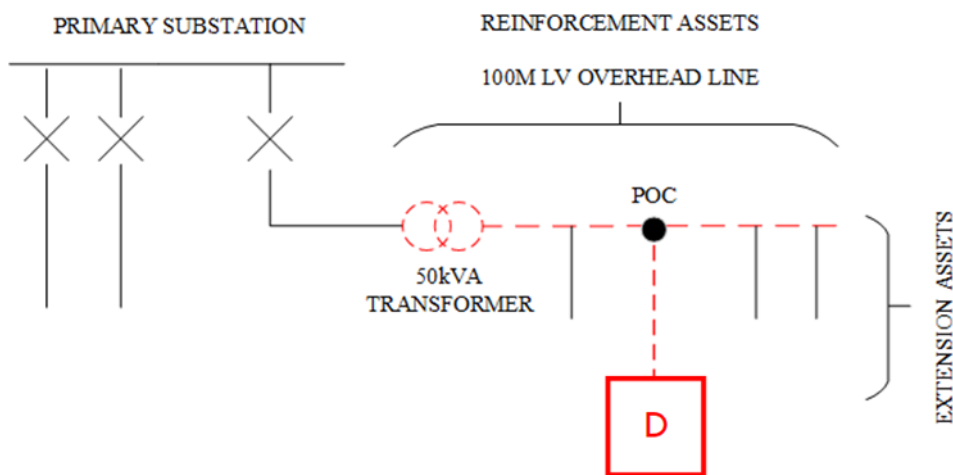 PRIMARY SUBSTATION
REINFORCEMENT ASSETS
100M LV OVERHEAD LINE
POC
50kVA
TRANSFORMER
EXTENSION ASSETS
D